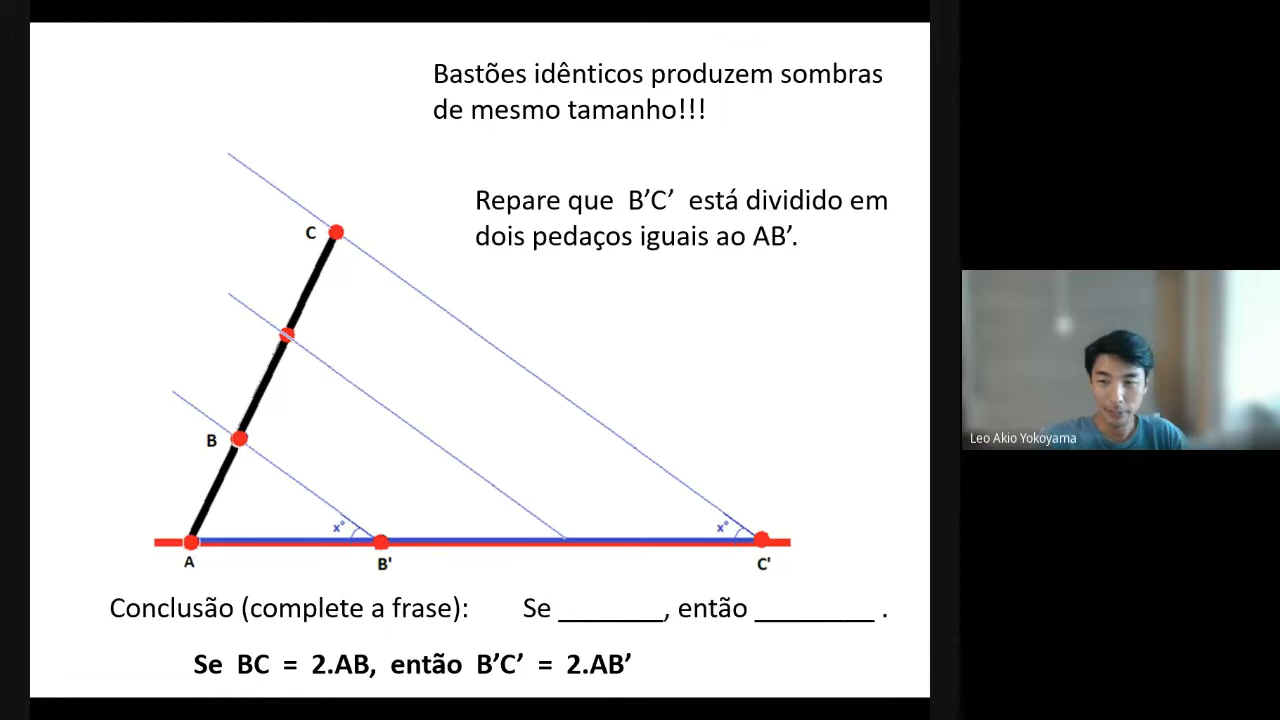 Bastões idênticos produzem sombras
de mesmo tamanho!!!
Repare que B’C’ está dividido em
dois pedaços iguais ao AB’.
C
B
x°
x°
A
B'
C'
Conclusão (complete a frase): Se _______, então ________ .
Se BC = 2.AB, então B’C’ = 2.AB’
Leo Akio Yokoyama